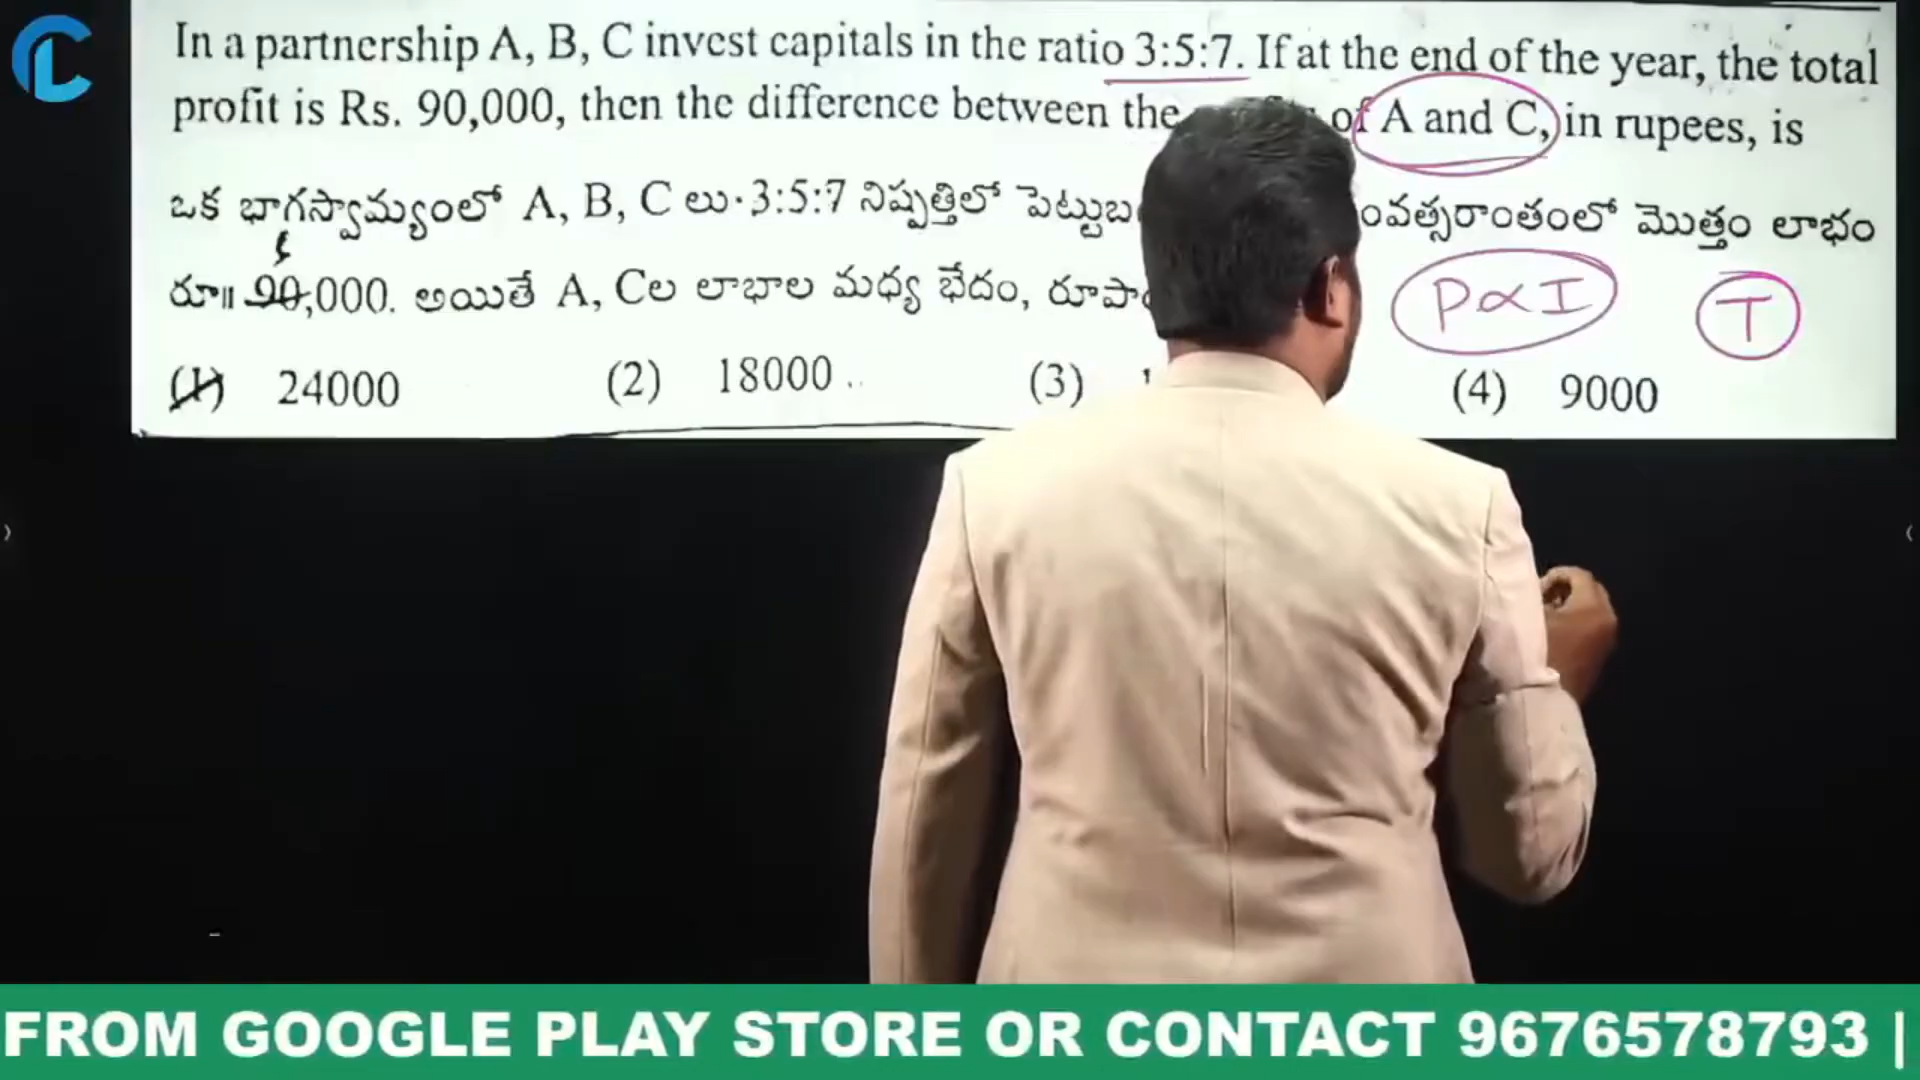 In a partnership A, B, C invest capitals in the ratio 3:5:7. If at the end of the year, the total
profit is Rs. 90,000, then the difference between the of A and C, in rupees, is
ఒక భాగస్వామ్యంలో A, B, C లు 3:5:7 నిష్పత్తిలో లో మొత్తం లాభం
రూ॥ 90,000. అయితే A, Cల లాభాల మధ్య భేదం,
P∝I T
(1) 24000 (2) 18000 (3) (4) 9000
FROM GOOGLE PLAY STORE OR CONTACT 9676578793 |